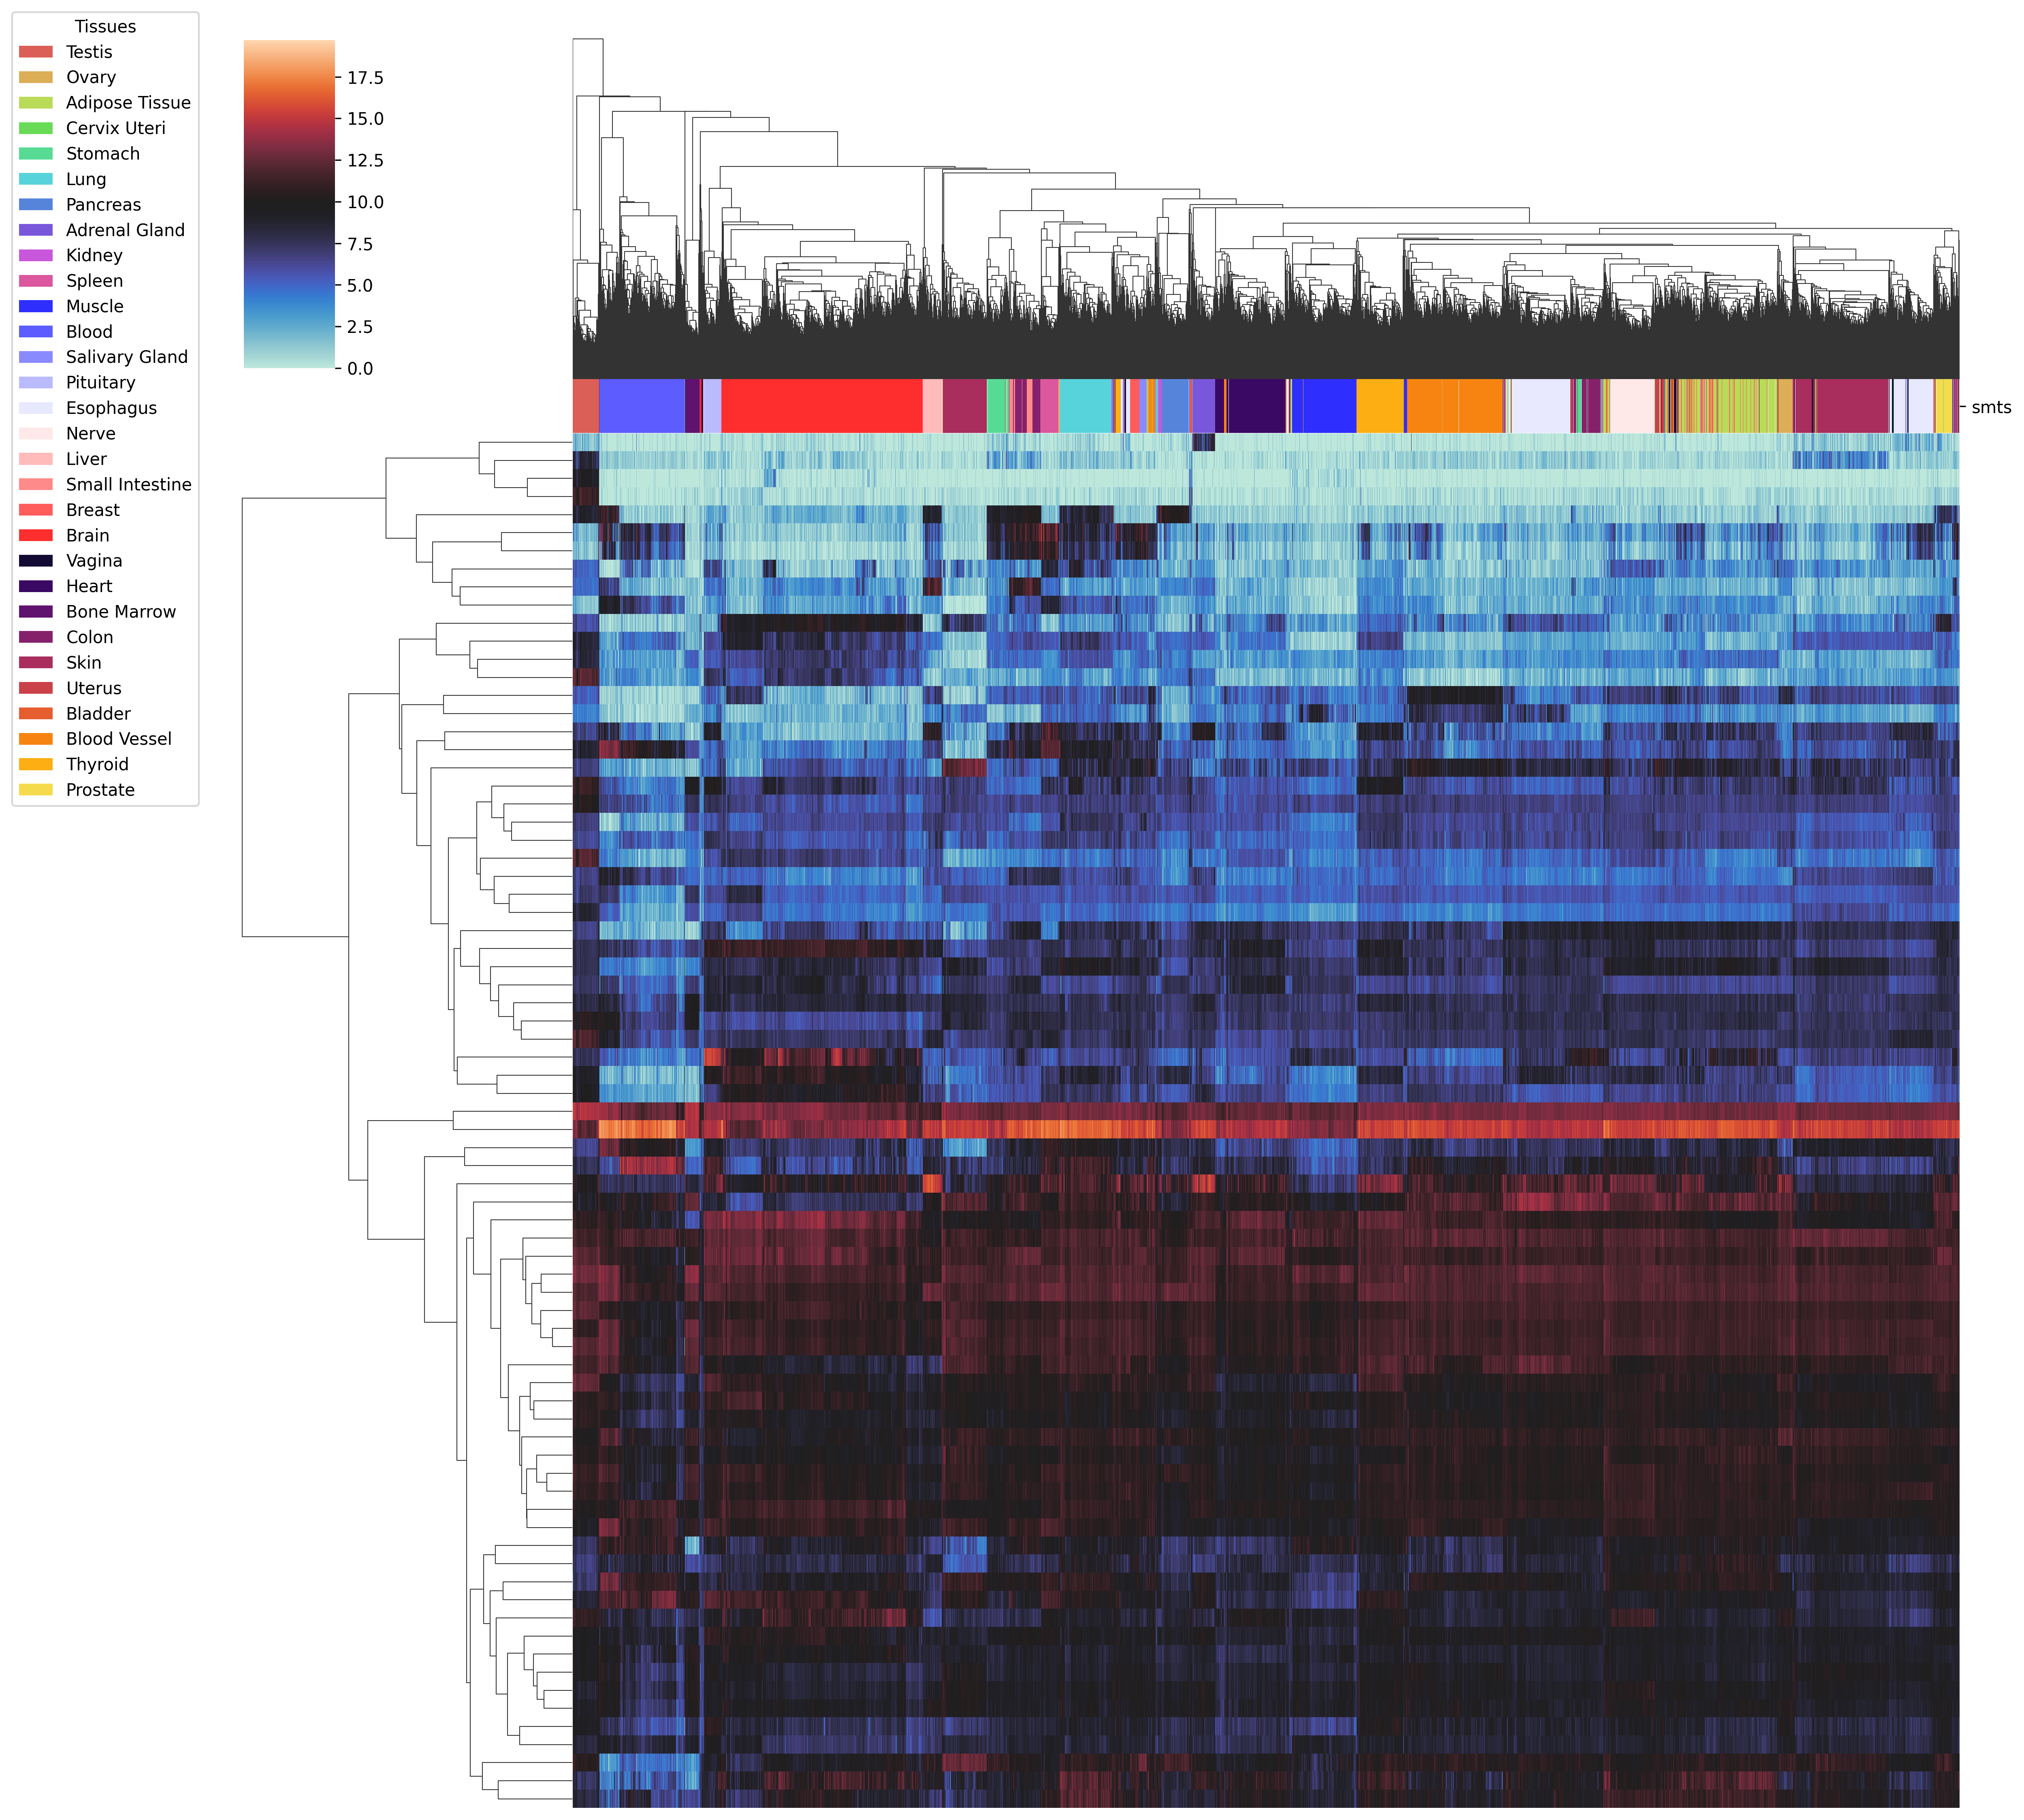 Tissues
Testis
Ovary
Adipose Tissue
Cervix Uteri
Stomach
Lung
Pancreas
Adrenal Gland
Kidney
Spleen
Muscle
Blood
Salivary Gland
Pituitary
Esophagus
Nerve
Liver
Small Intestine
Breast
Brain
Vagina
Heart
Bone Marrow
Colon
Skin
Uterus
Bladder
Blood Vessel
Thyroid
Prostate
17.5
15.0
12.5
10.0
7.5
5.0
2.5
0.0
smts